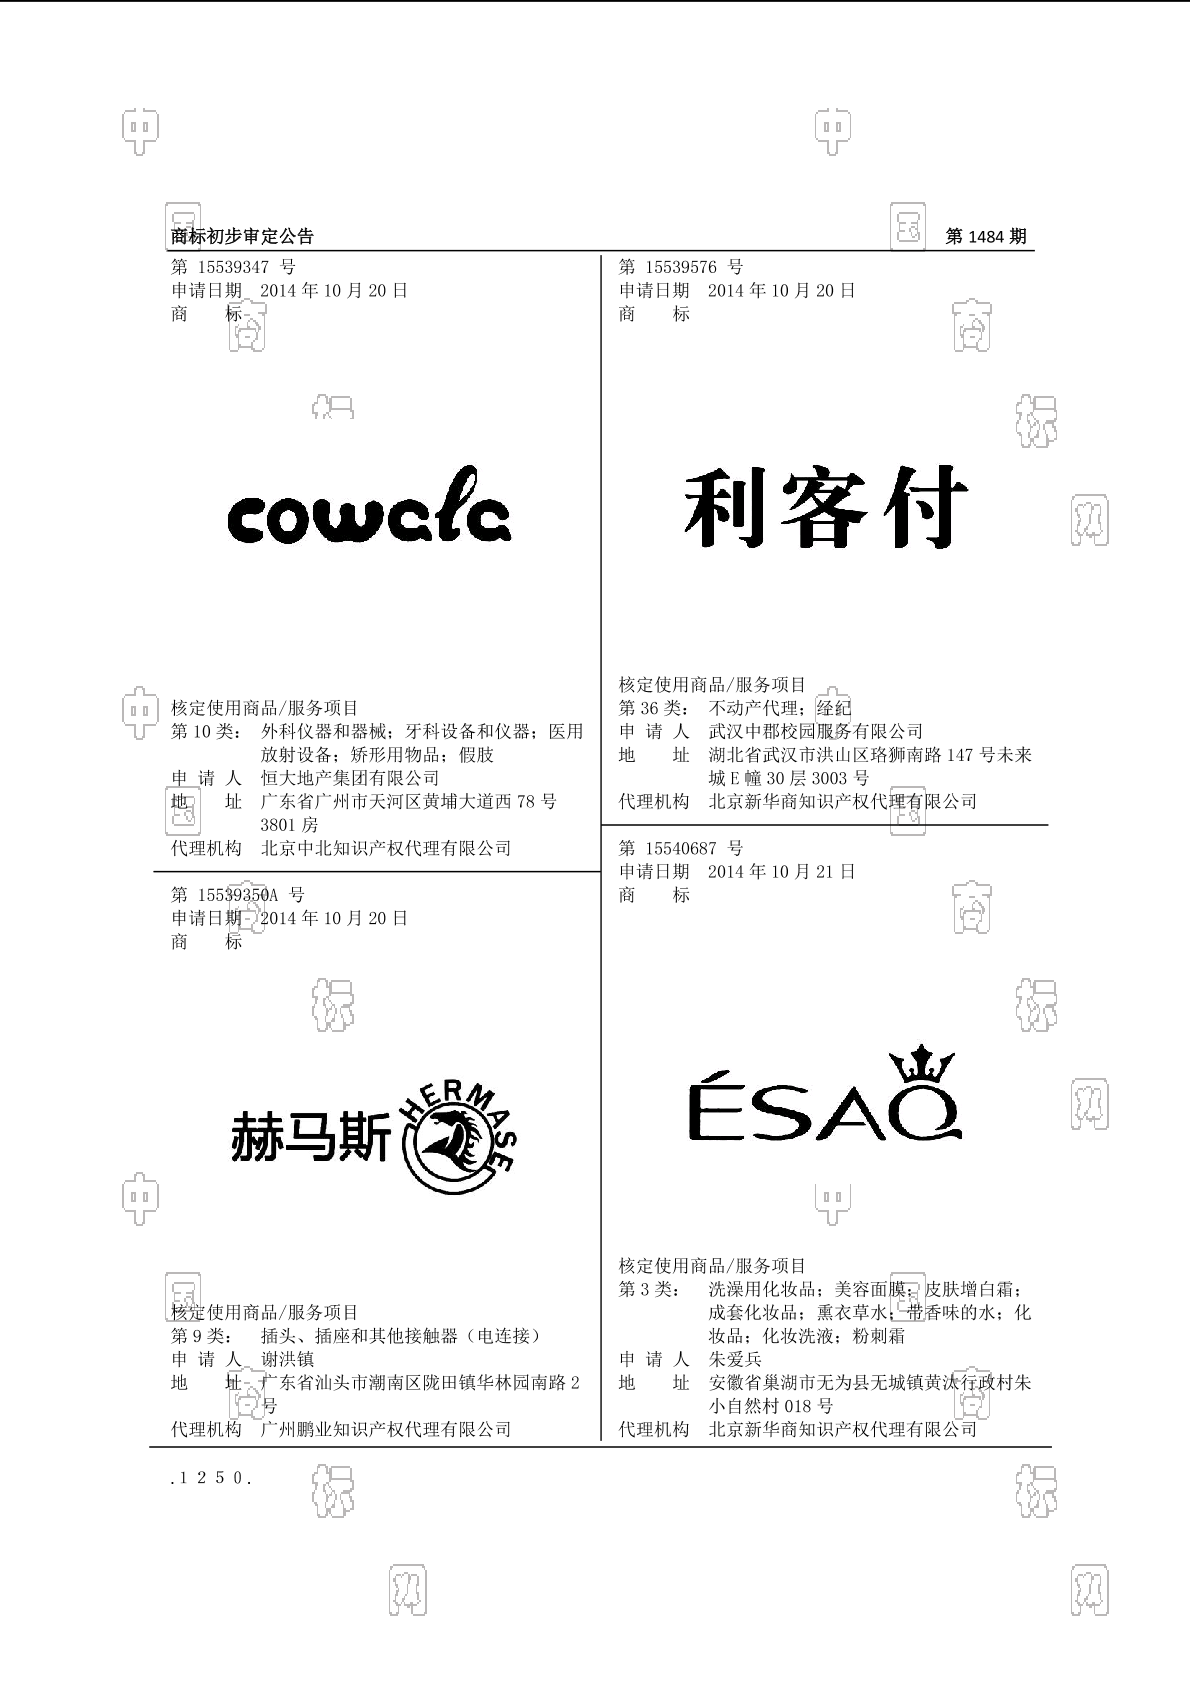 商标初步审定公告 第 1484 期
第 15539347 号
申请日期 2014 年 10 月 20 日
商 标
cowala
核定使用商品/服务项目
第 10 类: 外科仪器和器械；牙科设备和仪器；医用
放射设备；矫形用物品；假肢
申 请 人 恒大地产集团有限公司
地 址 广东省广州市天河区黄埔大道西 78 号
3801 房
代理机构 北京中北知识产权代理有限公司
第 15539350A 号
申请日期 2014 年 10 月 20 日
商 标
赫马斯 HERMASE
核定使用商品/服务项目
第 9 类: 插头、插座和其他接触器（电连接）
申 请 人 谢洪镇
地 址 广东省汕头市潮南区陇田镇华林园南路 2
号
代理机构 广州鹏业知识产权代理有限公司
第 15539576 号
申请日期 2014 年 10 月 20 日
商 标
利客付
核定使用商品/服务项目
第 36 类: 不动产代理；经纪
申 请 人 武汉中郡校园服务有限公司
地 址 湖北省武汉市洪山区珞狮南路 147 号未来
城 E 幢 30 层 3003 号
代理机构 北京新华商知识产权代理有限公司
第 15540687 号
申请日期 2014 年 10 月 21 日
商 标
ÉSAQ
核定使用商品/服务项目
第 3 类: 洗澡用化妆品；美容面膜；皮肤增白霜；
成套化妆品；熏衣草水；带香味的水；化
妆品；化妆洗液；粉刺霜
申 请 人 朱爱兵
地 址 安徽省巢湖市无为县无城镇黄汰行政村朱
小自然村 018 号
代理机构 北京新华商知识产权代理有限公司
.1250.
中 国 商 标 网